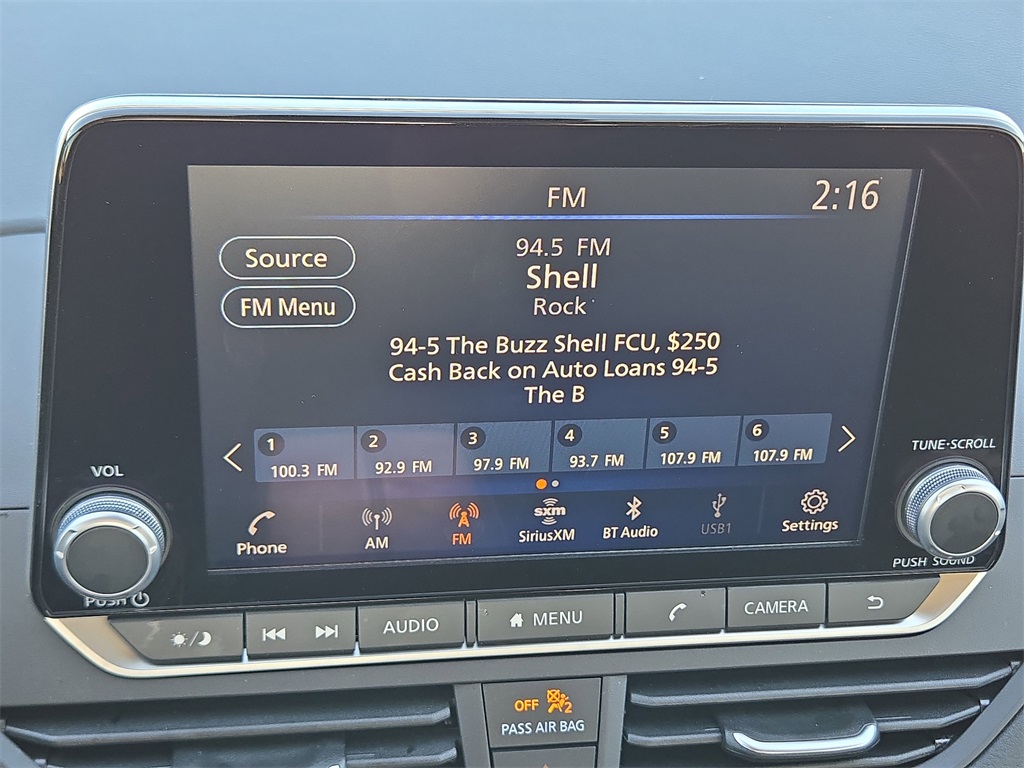 FM
2:16
Source
FM Menu
94.5 FM
Shell
Rock
94-5 The Buzz Shell FCU, $250
Cash Back on Auto Loans 94-5
The B
1 100.3 FM
2 92.9 FM
3 97.9 FM
4 93.7 FM
5 107.9 FM
6 107.9 FM
VOL
TUNE·SCROLL
Phone
AM
FM
sxm
SiriusXM
BT Audio
USB1
Settings
PUSH
PUSH SOUND
AUDIO
MENU
CAMERA
OFF 2
PASS AIR BAG